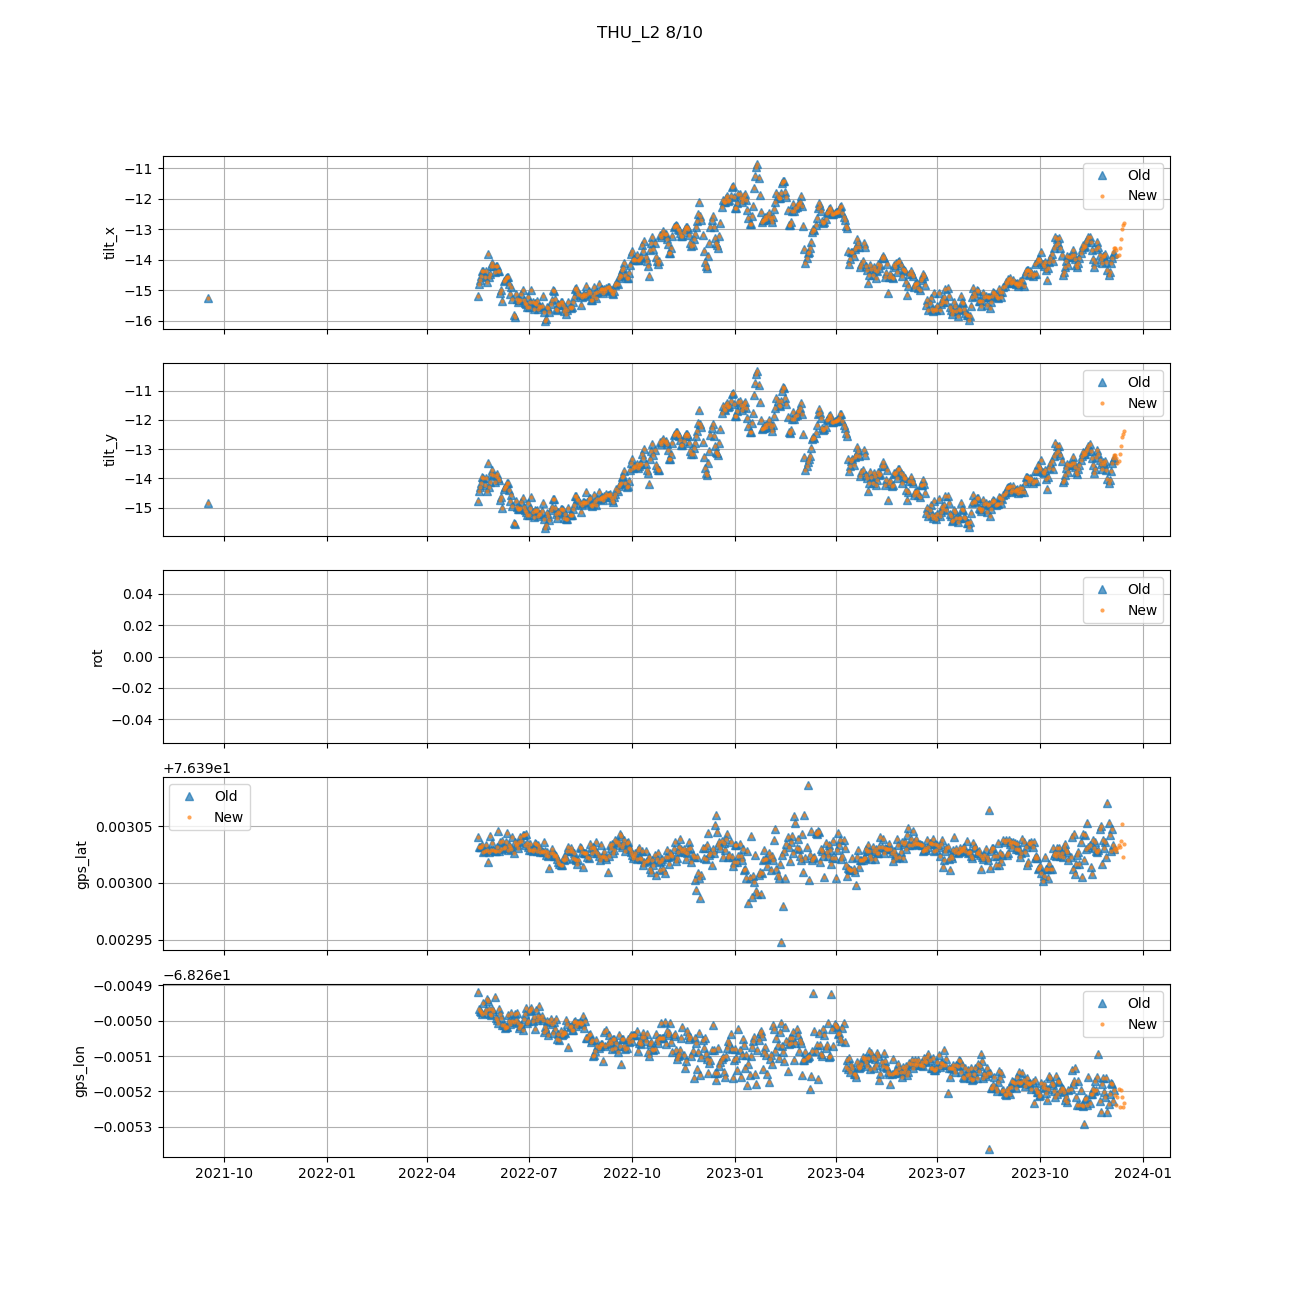 THU_L2 8/10
−11
−12
−13
−14
−15
−16
tilt_x
Old
New
−11
−12
−13
−14
−15
tilt_y
Old
New
0.04
0.02
0.00
−0.02
−0.04
rot
Old
New
+7.639e1
0.00305
0.00300
0.00295
gps_lat
Old
New
−6.826e1
−0.0049
−0.0050
−0.0051
−0.0052
−0.0053
gps_lon
Old
New
2021-10 2022-01 2022-04 2022-07 2022-10 2023-01 2023-04 2023-07 2023-10 2024-01